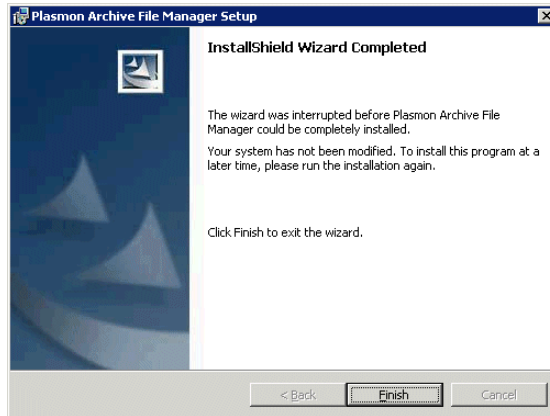 Plasmon Archive File Manager Setup
InstallShield Wizard Completed
The wizard was interrupted before Plasmon Archive File
Manager could be completely installed.
Your system has not been modified. To install this program at a
later time, please run the installation again.
Click Finish to exit the wizard.
< Back Finish Cancel